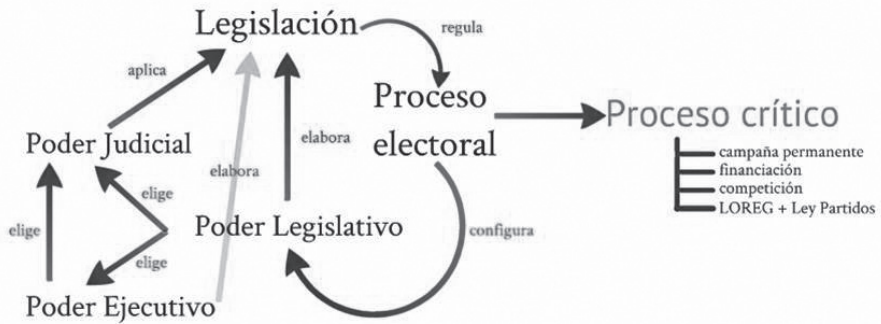 Legislación
regula
aplica
Proceso
electoral
Proceso crítico
Poder Judicial
elabora
elabora
campaña permanente
financiación
competición
LOREG + Ley Partidos
elige
elige
Poder Legislativo
configura
elige
Poder Ejecutivo